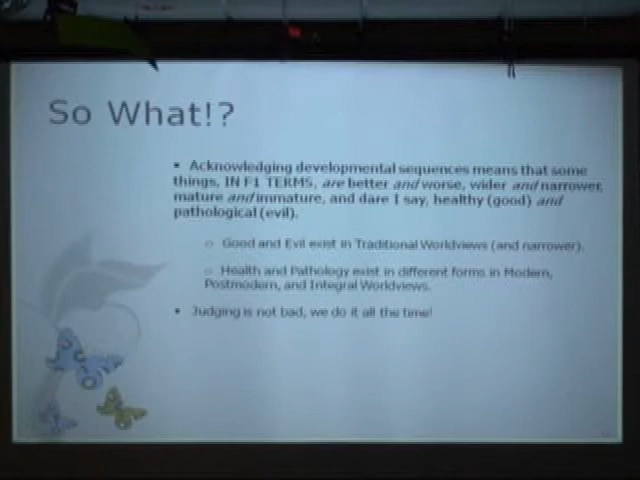 So What!?
• Acknowledging developmental sequences means that some
things, IN F1 TERMS, are better and worse, wider and narrower,
mature and immature, and dare I say, healthy (good) and
pathological (evil).
○ Good and Evil exist in Traditional Worldviews (and narrower).
○ Health and Pathology exist in different forms in Modern,
Postmodern, and Integral Worldviews.
• Judging is not bad, we do it all the time!